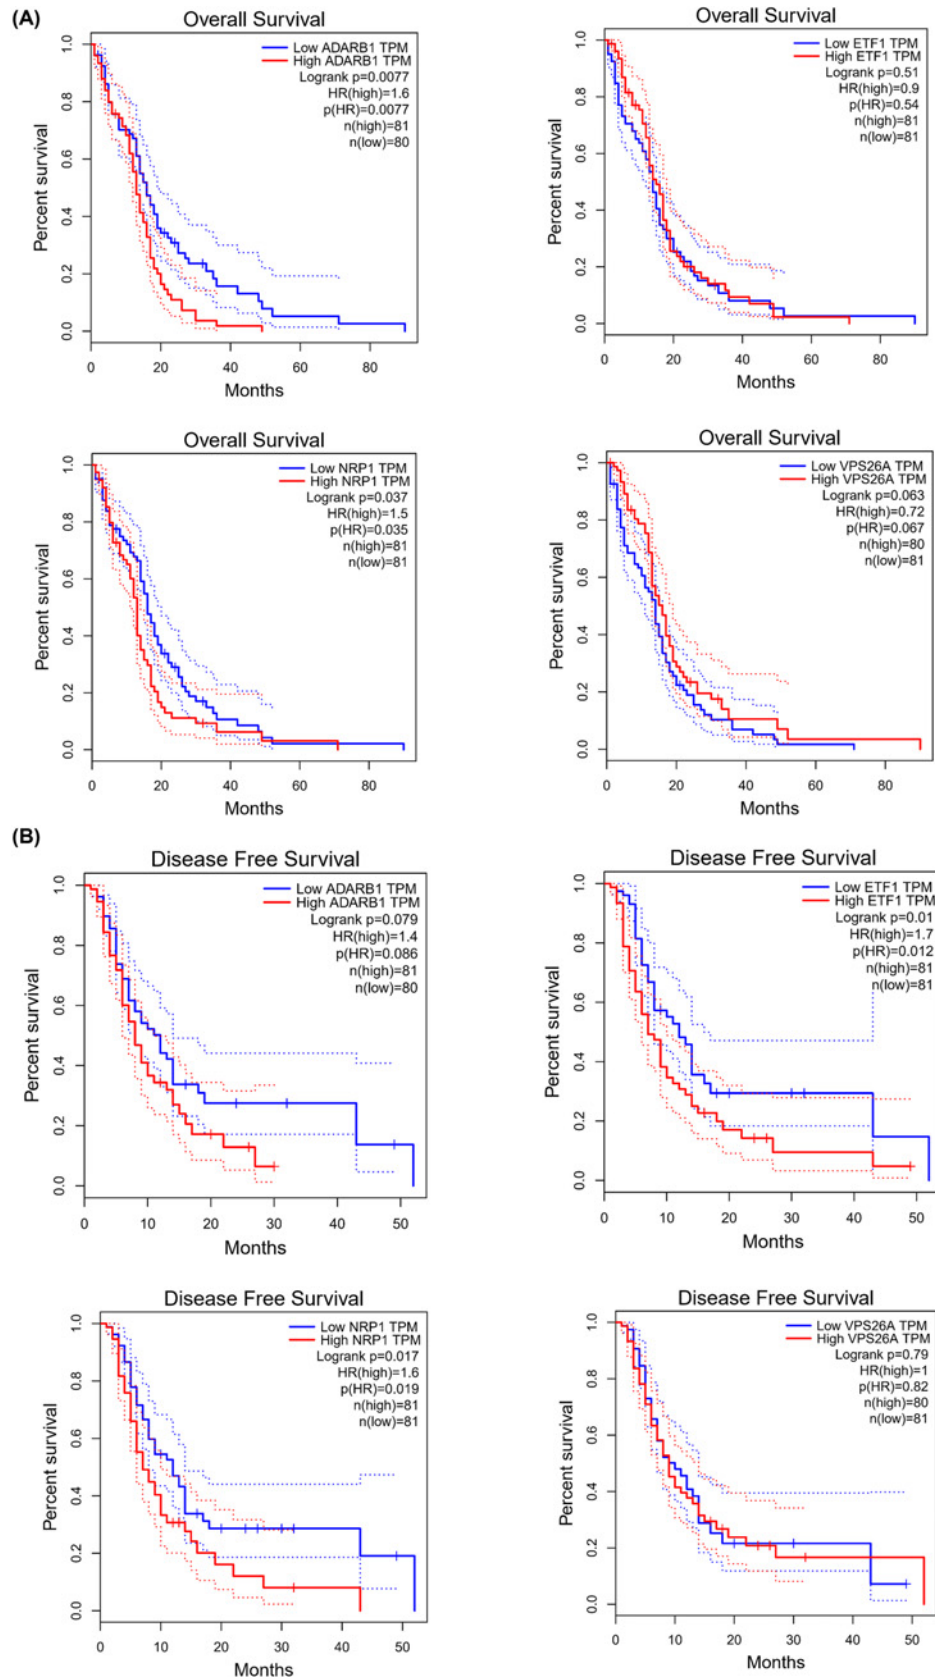 (A)
Overall Survival
Low ADARB1 TPM
High ADARB1 TPM
Logrank p=0.0077
HR(high)=1.6
p(HR)=0.0077
n(high)=81
n(low)=80
Percent survival
0.0 0.2 0.4 0.6 0.8 1.0
0 20 40 60 80
Months
Overall Survival
Low ETF1 TPM
High ETF1 TPM
Logrank p=0.51
HR(high)=0.9
p(HR)=0.54
n(high)=81
n(low)=81
Percent survival
0.0 0.2 0.4 0.6 0.8 1.0
0 20 40 60 80
Months
Overall Survival
Low NRP1 TPM
High NRP1 TPM
Logrank p=0.037
HR(high)=1.5
p(HR)=0.035
n(high)=81
n(low)=81
Percent survival
0.0 0.2 0.4 0.6 0.8 1.0
0 20 40 60 80
Months
Overall Survival
Low VPS26A TPM
High VPS26A TPM
Logrank p=0.063
HR(high)=0.72
p(HR)=0.067
n(high)=80
n(low)=81
Percent survival
0.0 0.2 0.4 0.6 0.8 1.0
0 20 40 60 80
Months
(B)
Disease Free Survival
Low ADARB1 TPM
High ADARB1 TPM
Logrank p=0.079
HR(high)=1.4
p(HR)=0.086
n(high)=81
n(low)=80
Percent survival
0.0 0.2 0.4 0.6 0.8 1.0
0 10 20 30 40 50
Months
Disease Free Survival
Low ETF1 TPM
High ETF1 TPM
Logrank p=0.01
HR(high)=1.7
p(HR)=0.012
n(high)=81
n(low)=81
Percent survival
0.0 0.2 0.4 0.6 0.8 1.0
0 10 20 30 40 50
Months
Disease Free Survival
Low NRP1 TPM
High NRP1 TPM
Logrank p=0.017
HR(high)=1.6
p(HR)=0.019
n(high)=81
n(low)=81
Percent survival
0.0 0.2 0.4 0.6 0.8 1.0
0 10 20 30 40 50
Months
Disease Free Survival
Low VPS26A TPM
High VPS26A TPM
Logrank p=0.79
HR(high)=1
p(HR)=0.82
n(high)=80
n(low)=81
Percent survival
0.0 0.2 0.4 0.6 0.8 1.0
0 10 20 30 40 50
Months